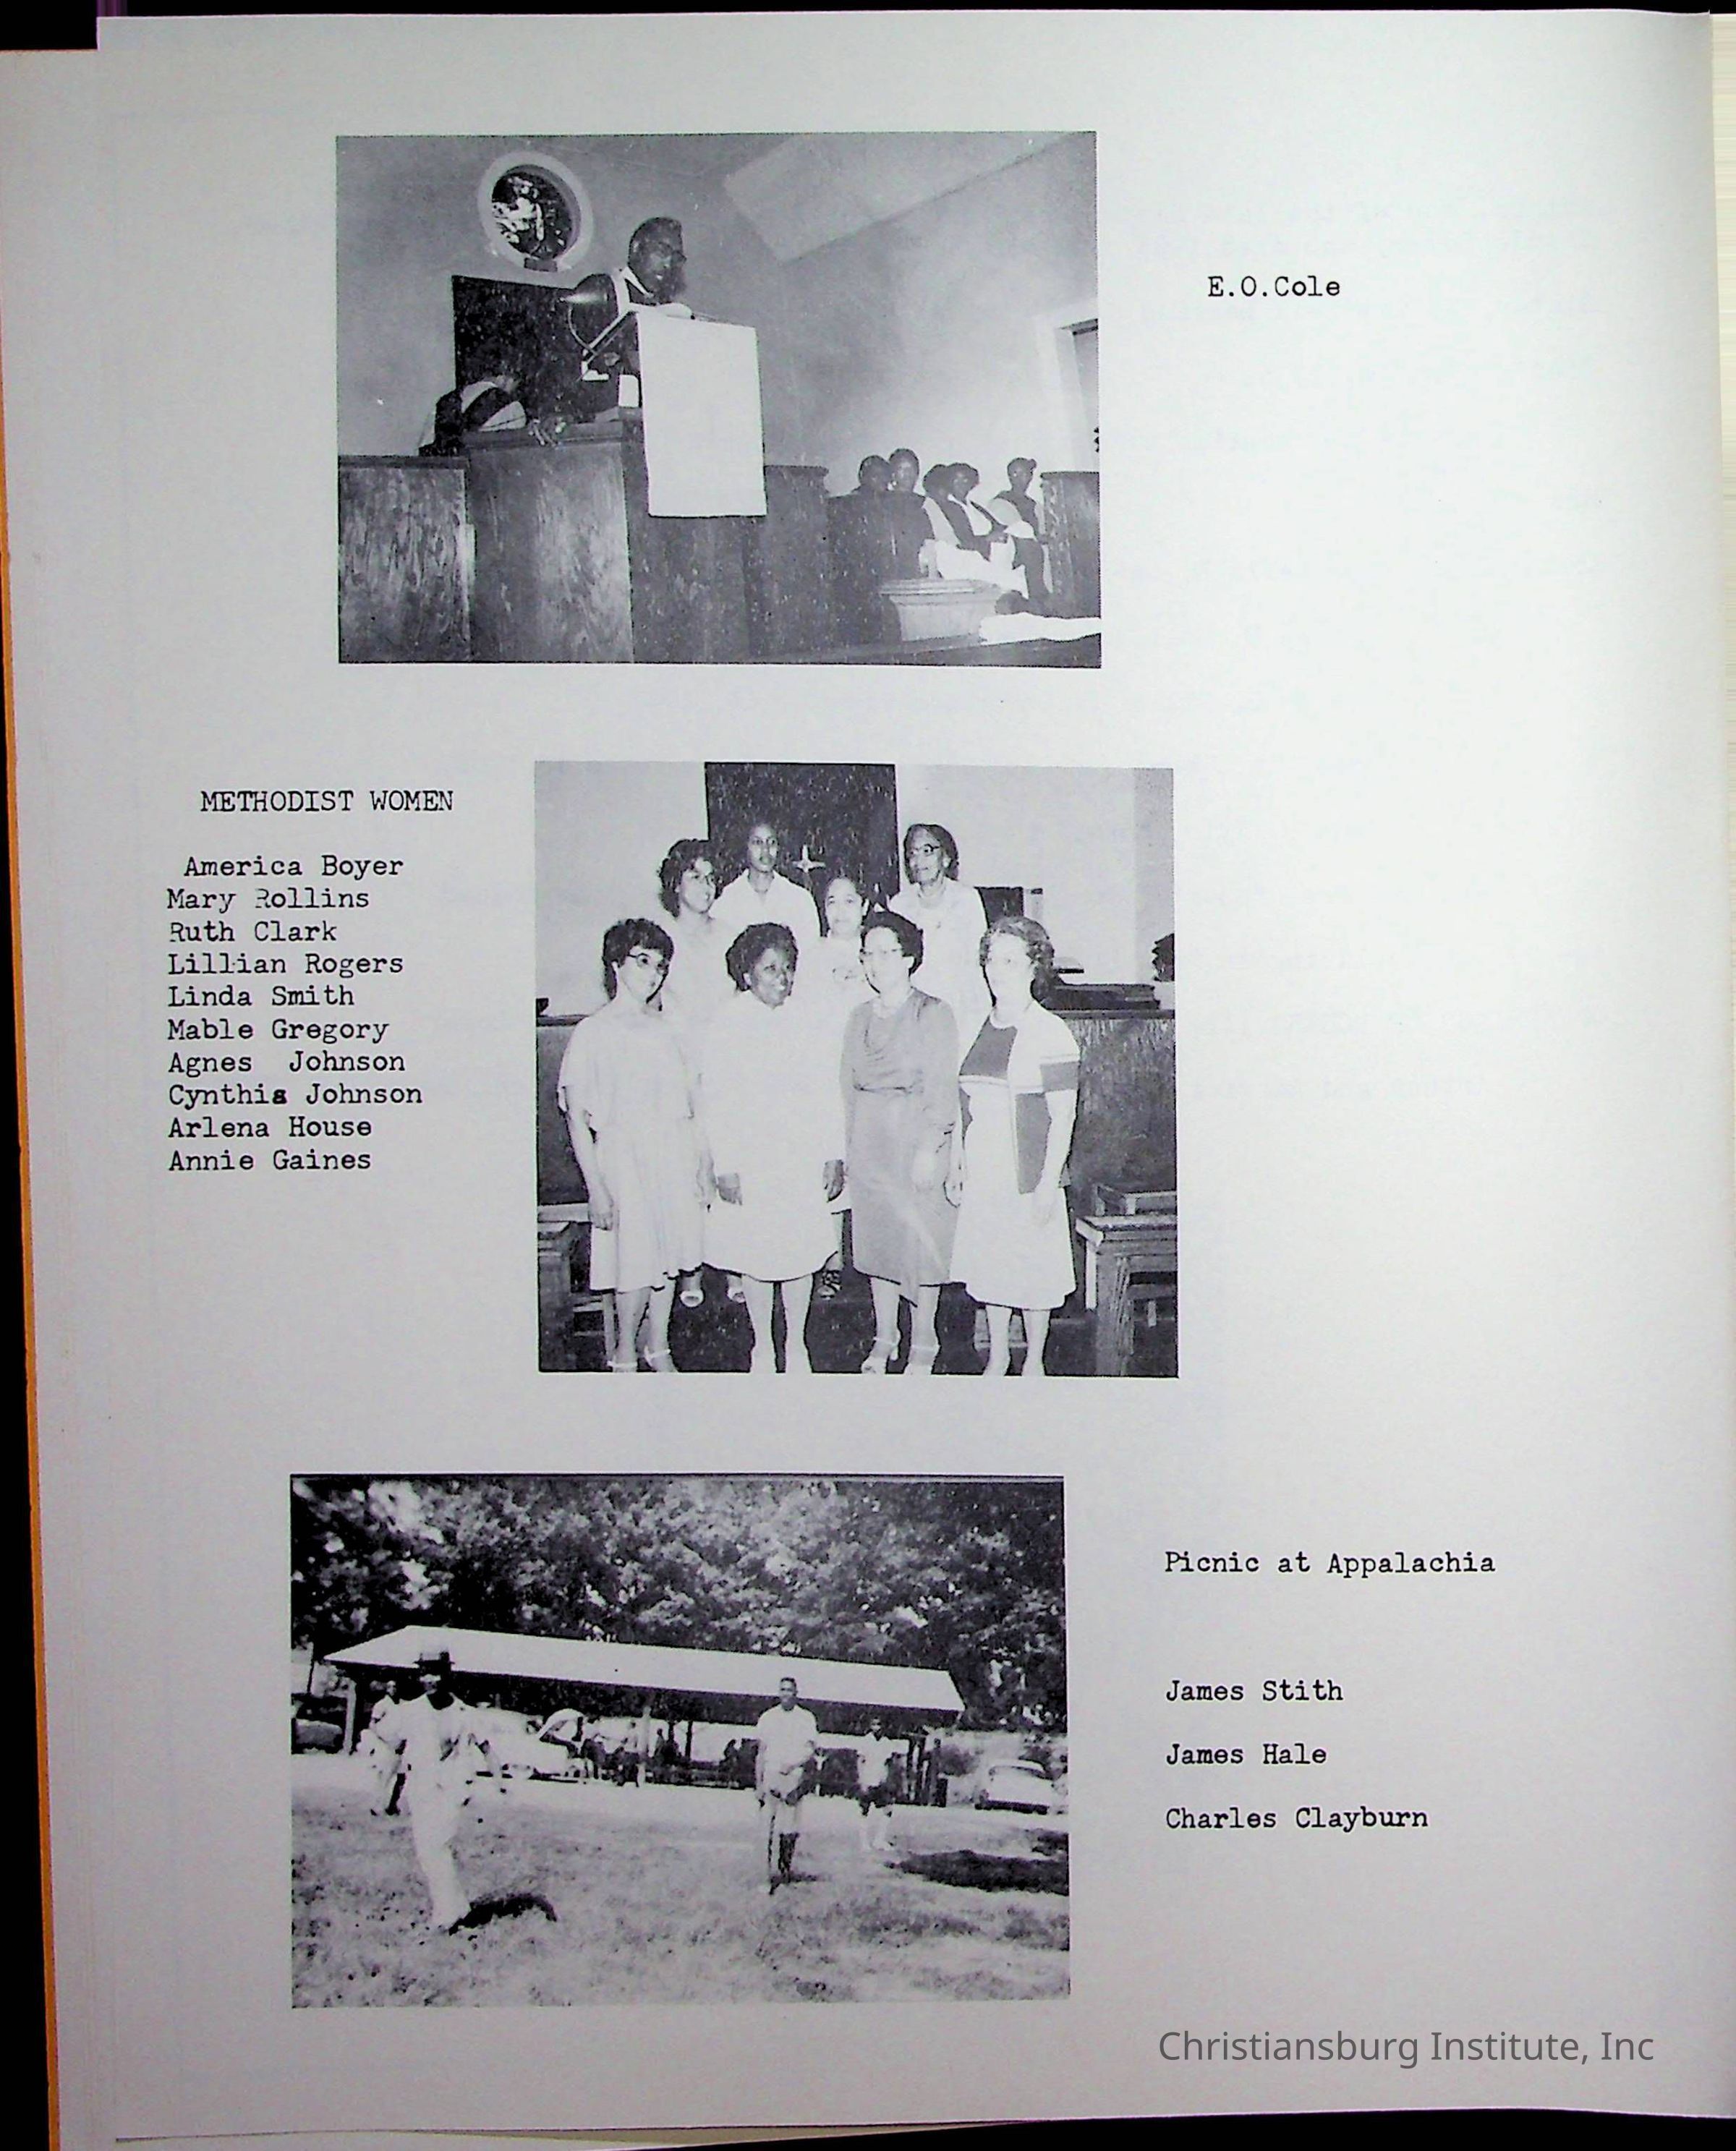 E.O.Cole
METHODIST WOMEN
America Boyer
Mary Rollins
Ruth Clark
Lillian Rogers
Linda Smith
Mable Gregory
Agnes Johnson
Cynthia Johnson
Arlena House
Annie Gaines
Picnic at Appalachia
James Stith
James Hale
Charles Clayburn
Christiansburg Institute, Inc